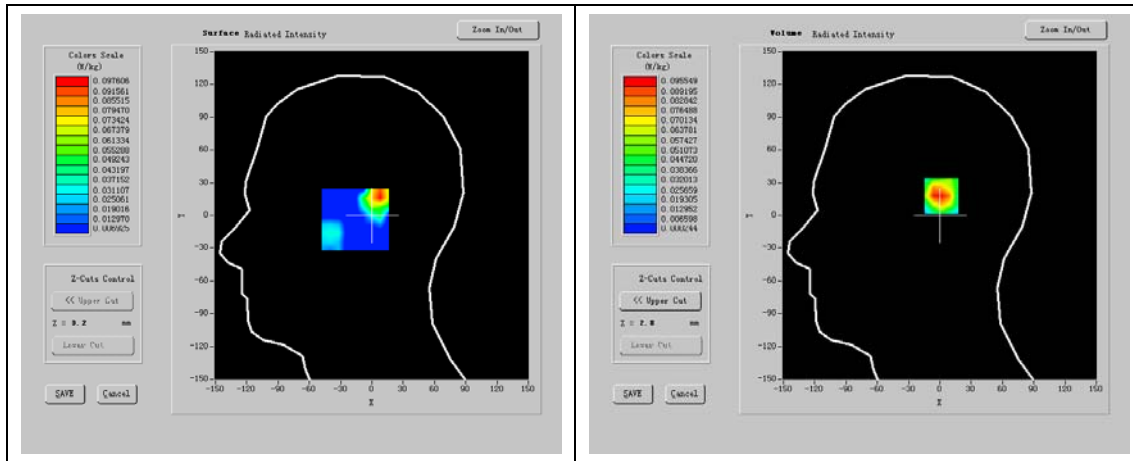 Surface Radiated Intensity
Zoom In/Out
Colors Scale
(W/kg)
0.097606
0.091561
0.085515
0.079470
0.073424
0.067379
0.061334
0.055288
0.049243
0.043197
0.037152
0.031107
0.025061
0.019016
0.012970
0.006925
Z-Cuts Control
<< Upper Cut
Lower Cut
SAVE
Cancel
150
120
90
60
30
0
-30
-60
-90
-120
-150
Y
-150 -120 -90 -60 -30 0 30 60 90 120 150
X
Volume Radiated Intensity
Zoom In/Out
Colors Scale
(W/kg)
0.095549
0.089195
0.082842
0.076488
0.070134
0.063781
0.057427
0.051073
0.044720
0.038366
0.032013
0.025659
0.019305
0.012952
0.006598
0.000244
Z-Cuts Control
<< Upper Cut
Lower Cut
SAVE
Cancel
150
120
90
60
30
0
-30
-60
-90
-120
-150
Y
-150 -120 -90 -60 -30 0 30 60 90 120 150
X